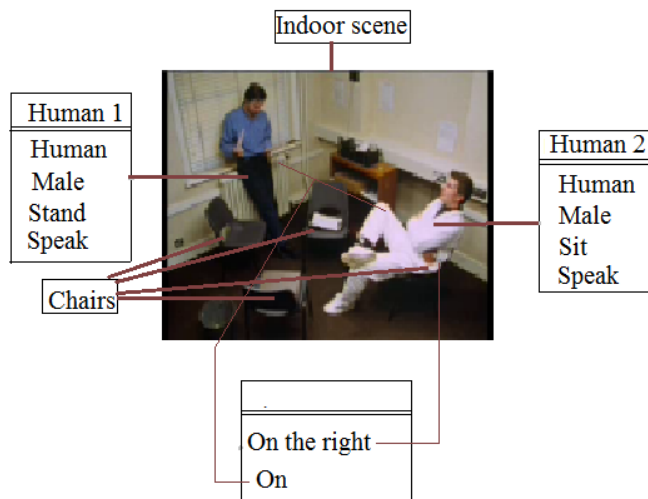 Indoor scene
Human 1
Human
Male
Stand
Speak
Human 2
Human
Male
Sit
Speak
Chairs
On the right
On